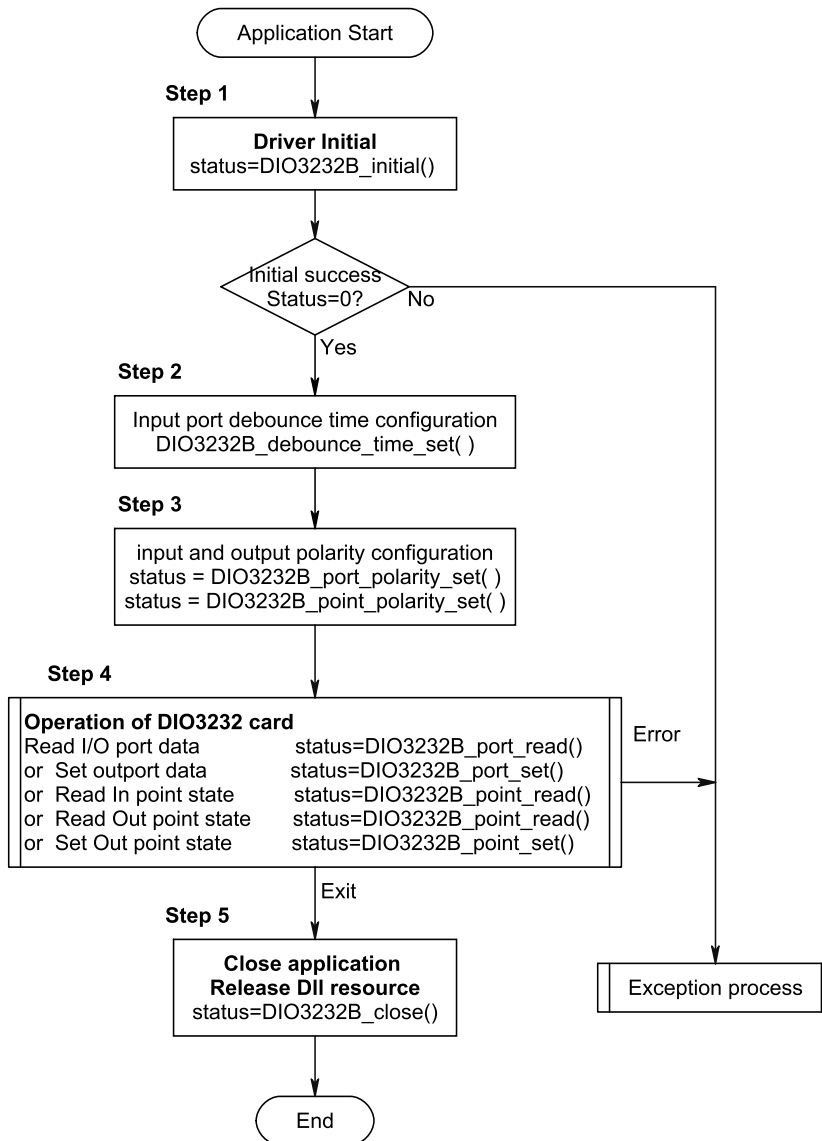 Application Start
Step 1
Driver Initial
status=DIO3232B_initial()
Initial success
Status=0?
No
Yes
Step 2
Input port debounce time configuration
DIO3232B_debounce_time_set( )
Step 3
input and output polarity configuration
status = DIO3232B_port_polarity_set( )
status = DIO3232B_point_polarity_set( )
Step 4
Operation of DIO3232 card
Read I/O port data status=DIO3232B_port_read()
or Set outport data status=DIO3232B_port_set()
or Read In point state status=DIO3232B_point_read()
or Read Out point state status=DIO3232B_point_read()
or Set Out point state status=DIO3232B_point_set()
Error
Exit
Step 5
Close application
Release Dll resource
status=DIO3232B_close()
Exception process
End